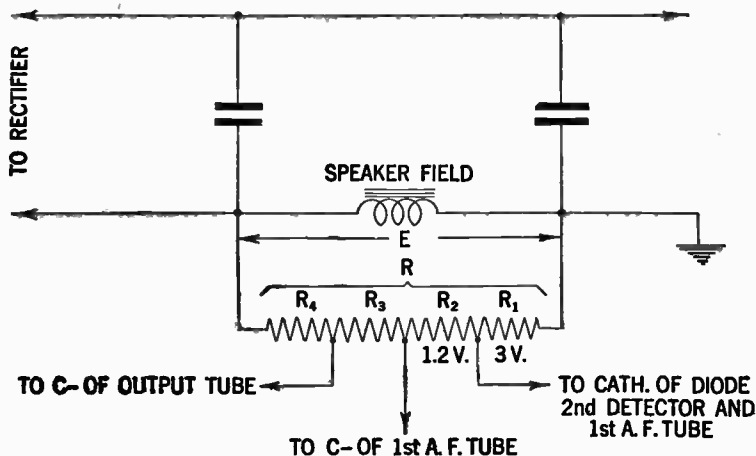 TO RECTIFIER
SPEAKER FIELD
E
R
R4 R3 R2 R1
1.2 V. 3 V.
TO C- OF OUTPUT TUBE
TO CATH. OF DIODE
2nd DETECTOR AND
1st A.F. TUBE
TO C- OF 1st A.F. TUBE